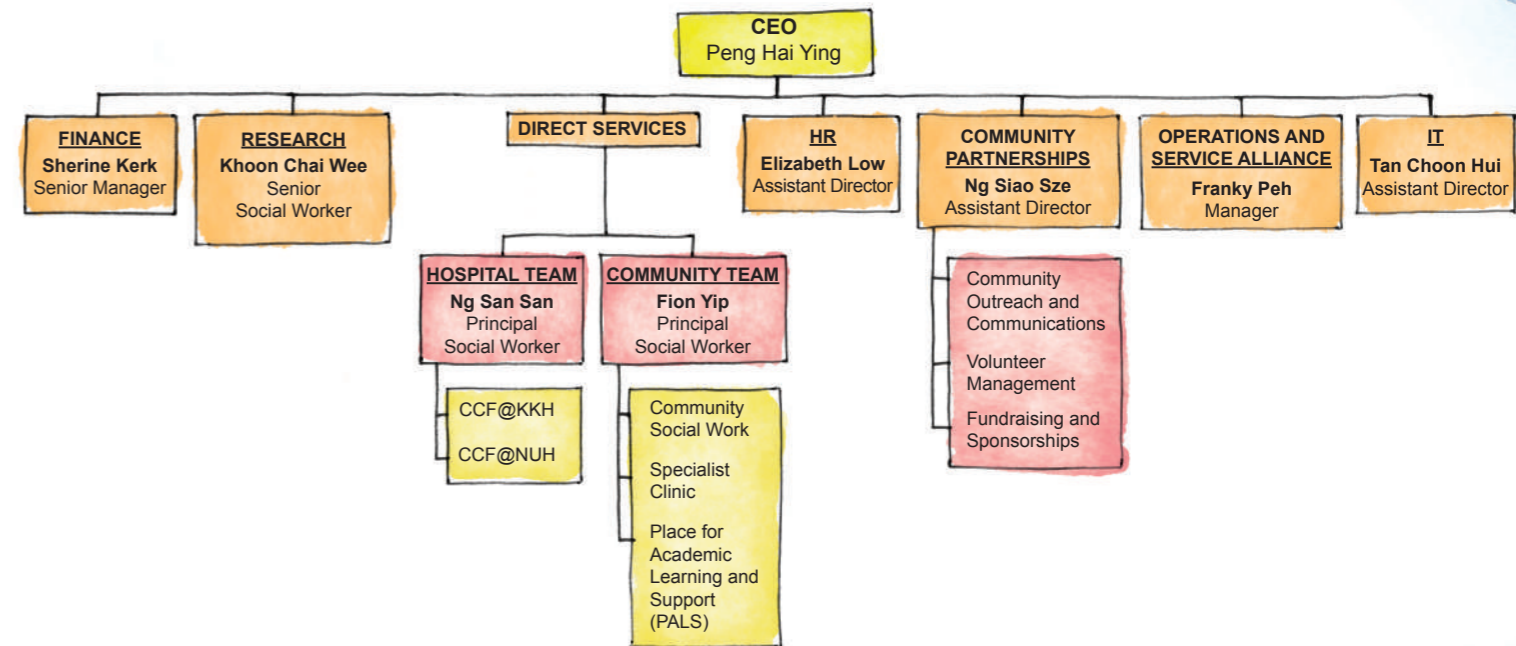 CEO
Peng Hai Ying
FINANCE
Sherine Kerk
Senior Manager
RESEARCH
Khoon Chai Wee
Senior
Social Worker
DIRECT SERVICES
HR
Elizabeth Low
Assistant Director
COMMUNITY
PARTNERSHIPS
Ng Siao Sze
Assistant Director
OPERATIONS AND
SERVICE ALLIANCE
Franky Peh
Manager
IT
Tan Choon Hui
Assistant Director
HOSPITAL TEAM
Ng San San
Principal
Social Worker
COMMUNITY TEAM
Fion Yip
Principal
Social Worker
Community
Outreach and
Communications
Volunteer
Management
Fundraising and
Sponsorships
CCF@KKH
CCF@NUH
Community
Social Work
Specialist
Clinic
Place for
Academic
Learning and
Support
(PALS)